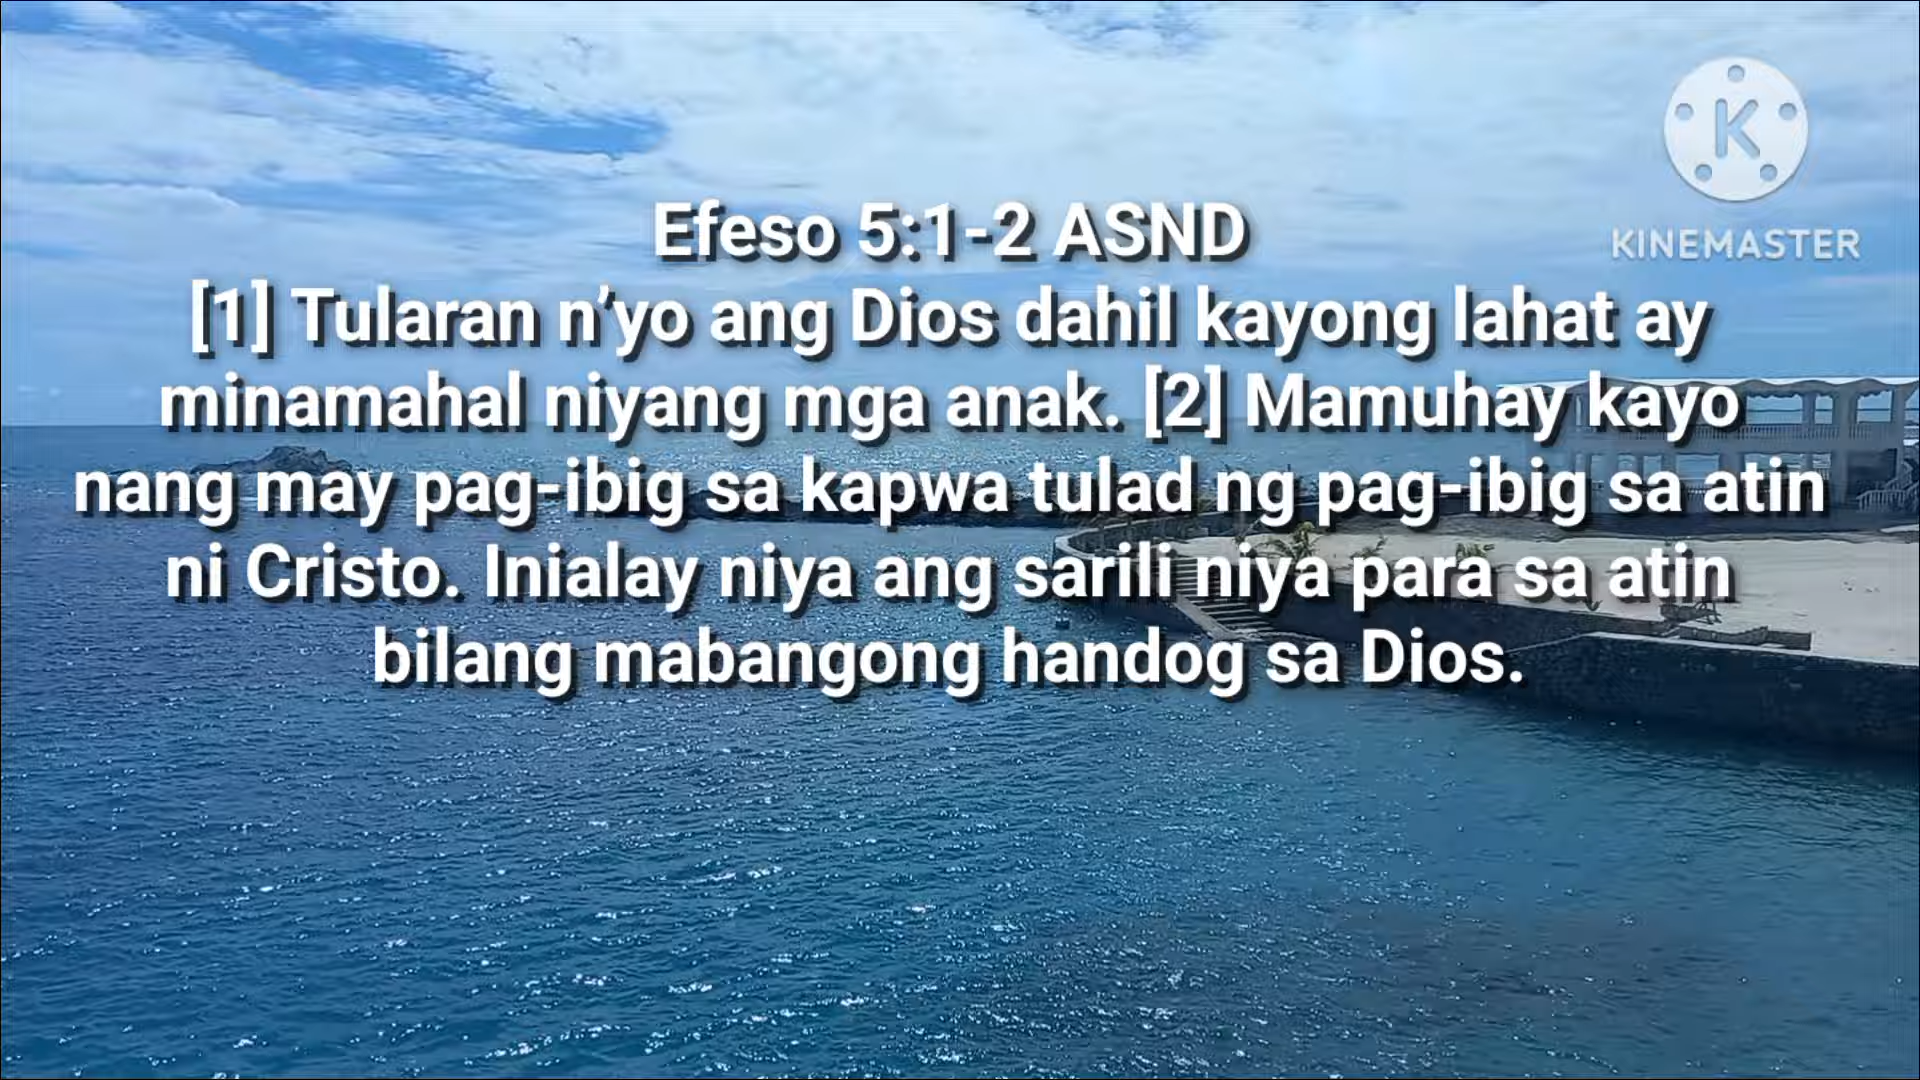 KINEMASTER
Efeso 5:1-2 ASND
[1] Tularan n’yo ang Dios dahil kayong lahat ay
minamahal niyang mga anak. [2] Mamuhay kayo
nang may pag-ibig sa kapwa tulad ng pag-ibig sa atin
ni Cristo. Inialay niya ang sarili niya para sa atin
bilang mabangong handog sa Dios.